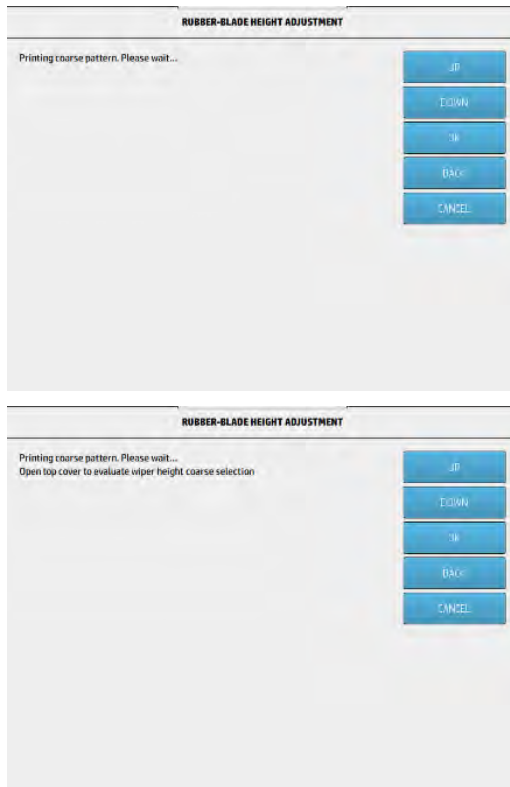 RUBBER-BLADE HEIGHT ADJUSTMENT
Printing coarse pattern. Please wait...
UP
DOWN
OK
BACK
CANCEL
RUBBER-BLADE HEIGHT ADJUSTMENT
Printing coarse pattern. Please wait...
Open top cover to evaluate wiper height coarse selection
UP
DOWN
OK
BACK
CANCEL